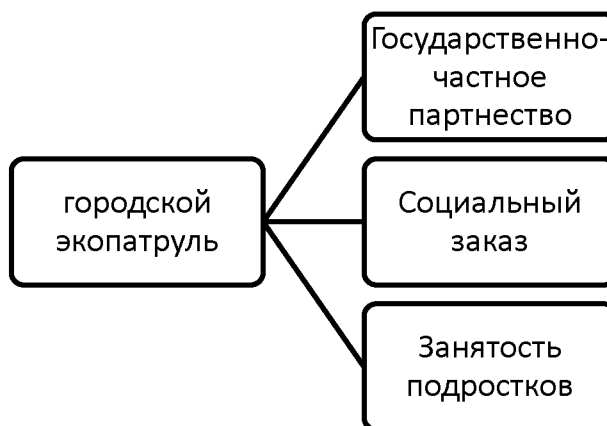 городской
экопатруль
Государственно-
частное
партнество
Социальный
заказ
Занятость
подростков